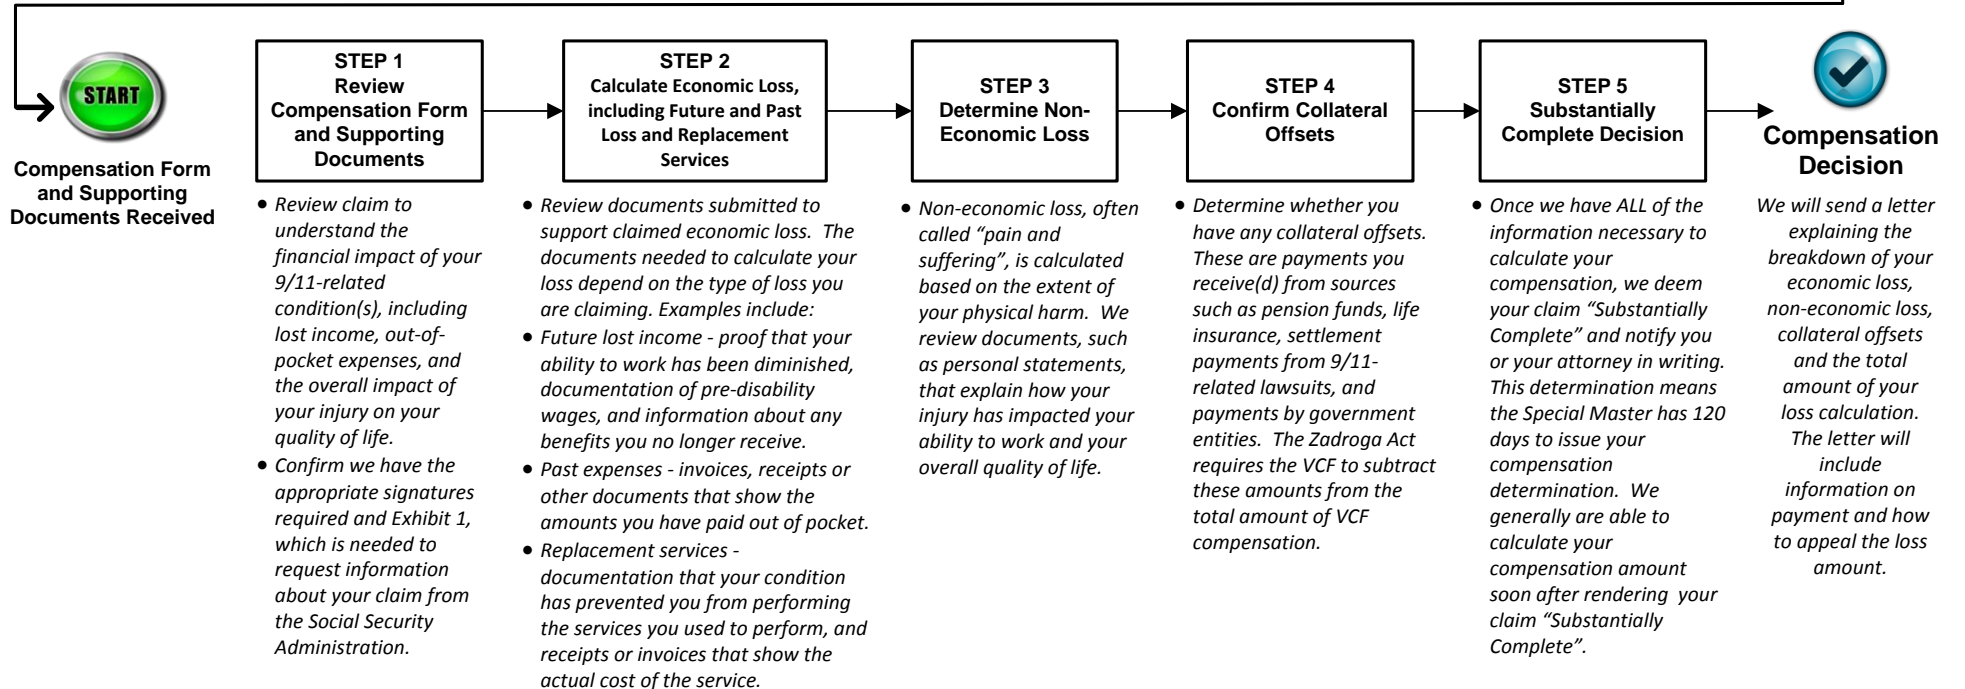 START
Compensation Form
and Supporting
Documents Received
STEP 1
Review
Compensation Form
and Supporting
Documents
• Review claim to
understand the
financial impact of your
9/11-related
condition(s), including
lost income, out-of-
pocket expenses, and
the overall impact of
your injury on your
quality of life.
• Confirm we have the
appropriate signatures
required and Exhibit 1,
which is needed to
request information
about your claim from
the Social Security
Administration.
STEP 2
Calculate Economic Loss,
including Future and Past
Loss and Replacement
Services
• Review documents submitted to
support claimed economic loss. The
documents needed to calculate your
loss depend on the type of loss you
are claiming. Examples include:
• Future lost income - proof that your
ability to work has been diminished,
documentation of pre-disability
wages, and information about any
benefits you no longer receive.
• Past expenses - invoices, receipts or
other documents that show the
amounts you have paid out of pocket.
• Replacement services -
documentation that your condition
has prevented you from performing
the services you used to perform, and
receipts or invoices that show the
actual cost of the service.
STEP 3
Determine Non-
Economic Loss
• Non-economic loss, often
called “pain and
suffering”, is calculated
based on the extent of
your physical harm. We
review documents, such
as personal statements,
that explain how your
injury has impacted your
ability to work and your
overall quality of life.
STEP 4
Confirm Collateral
Offsets
• Determine whether you
have any collateral offsets.
These are payments you
receive(d) from sources
such as pension funds, life
insurance, settlement
payments from 9/11-
related lawsuits, and
payments by government
entities. The Zadroga Act
requires the VCF to subtract
these amounts from the
total amount of VCF
compensation.
STEP 5
Substantially
Complete Decision
• Once we have ALL of the
information necessary to
calculate your
compensation, we deem
your claim “Substantially
Complete” and notify you
or your attorney in writing.
This determination means
the Special Master has 120
days to issue your
compensation
determination. We
generally are able to
calculate your
compensation amount
soon after rendering your
claim “Substantially
Complete”.
Compensation
Decision
We will send a letter
explaining the
breakdown of your
economic loss,
non-economic loss,
collateral offsets
and the total
amount of your
loss calculation.
The letter will
include
information on
payment and how
to appeal the loss
amount.